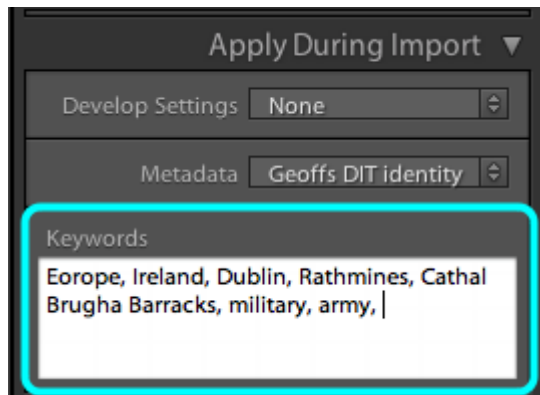 Apply During Import
Develop Settings None
Metadata Geoffs DIT identity
Keywords
Eorope, Ireland, Dublin, Rathmines, Cathal
Brugha Barracks, military, army,